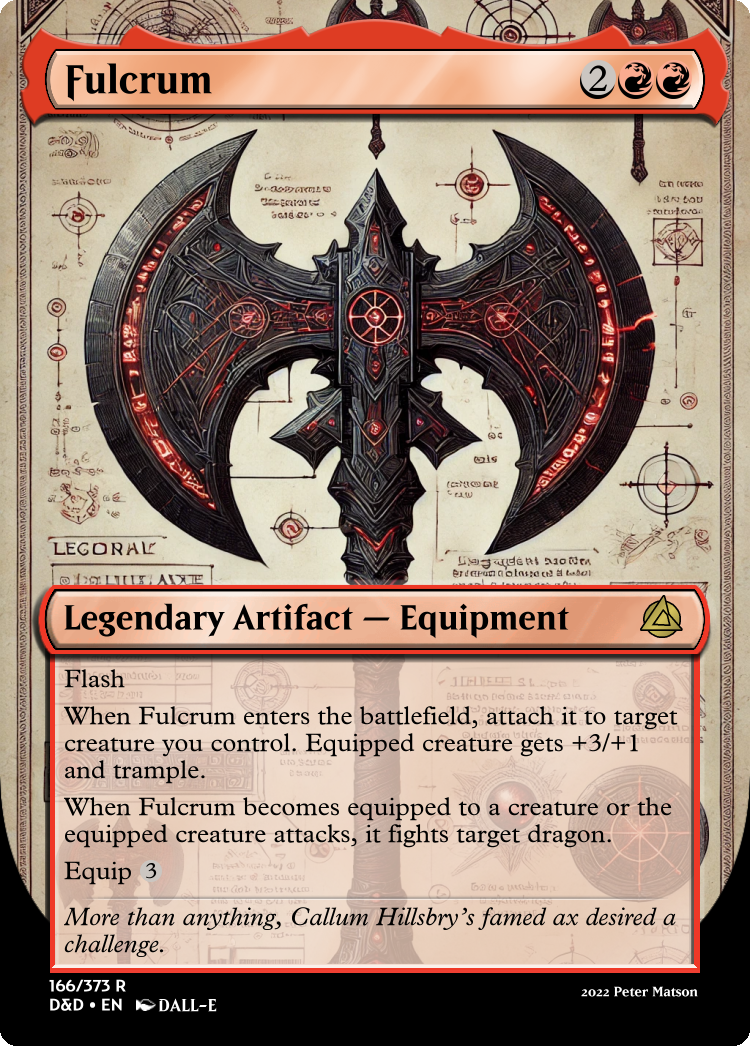 Fulcrum 2
LEGORAL
Legendary Artifact — Equipment
Flash
When Fulcrum enters the battlefield, attach it to target
creature you control. Equipped creature gets +3/+1
and trample.
When Fulcrum becomes equipped to a creature or the
equipped creature attacks, it fights target dragon.
Equip 3
More than anything, Callum Hillsbry's famed ax desired a
challenge.
166/373 R
D&D • EN DALL-E
2022 Peter Matson